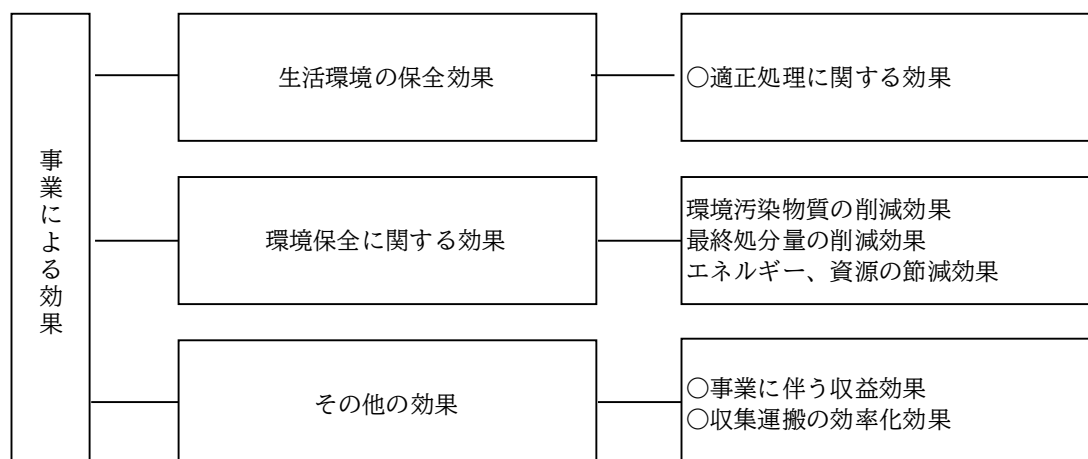 事業による効果
生活環境の保全効果
○適正処理に関する効果
環境保全に関する効果
環境汚染物質の削減効果
最終処分量の削減効果
エネルギー、資源の節減効果
その他の効果
○事業に伴う収益効果
○収集運搬の効率化効果